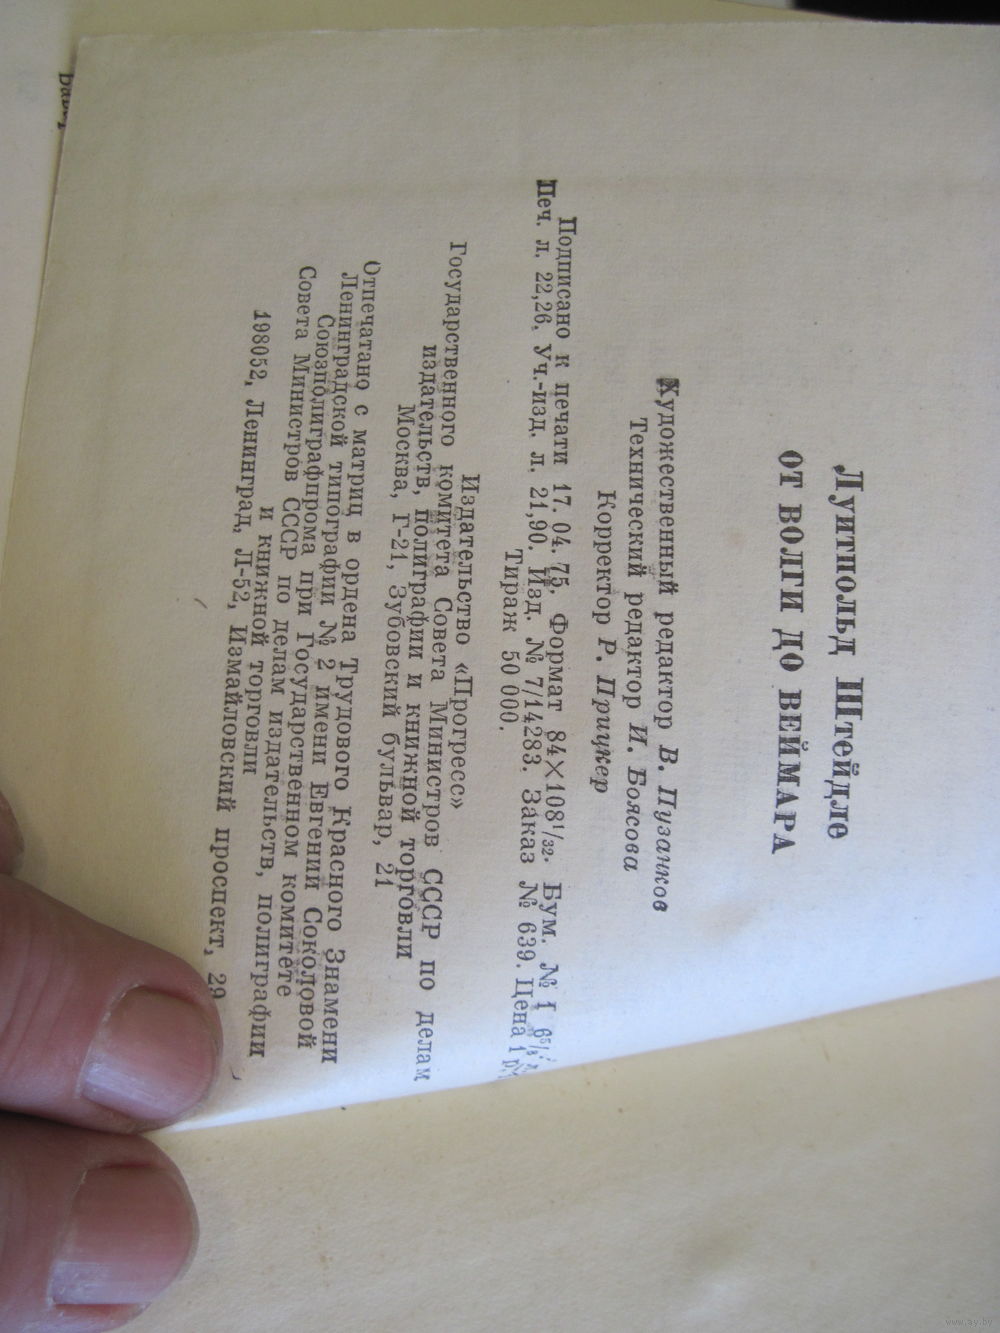 Луитпольд Штейдле
ОТ ВОЛГИ ДО ВЕЙМАРА
Художественный редактор В. Пузанков
Технический редактор И. Боясова
Корректор Р. Прицкер
Подписано к печати 17. 04. 75. Формат 84×108¹/₃₂. Бум. № 1
Печ. л. 22,26. Уч.-изд. л. 21,90. Изд. № 7/14283. Заказ № 639. Цена 1 р.
Тираж 50 000.
Издательство «Прогресс»
Государственного комитета Совета Министров СССР по делам
издательств, полиграфии и книжной торговли
Москва, Г-21, Зубовский бульвар, 21
Отпечатано с матриц в ордена Трудового Красного Знамени
Ленинградской типографии № 2 имени Евгении Соколовой
Союзполиграфпрома при Государственном комитете
Совета Министров СССР по делам издательств, полиграфии
и книжной торговли
198052, Ленинград, Л-52, Измайловский проспект, 29
www.ay.by